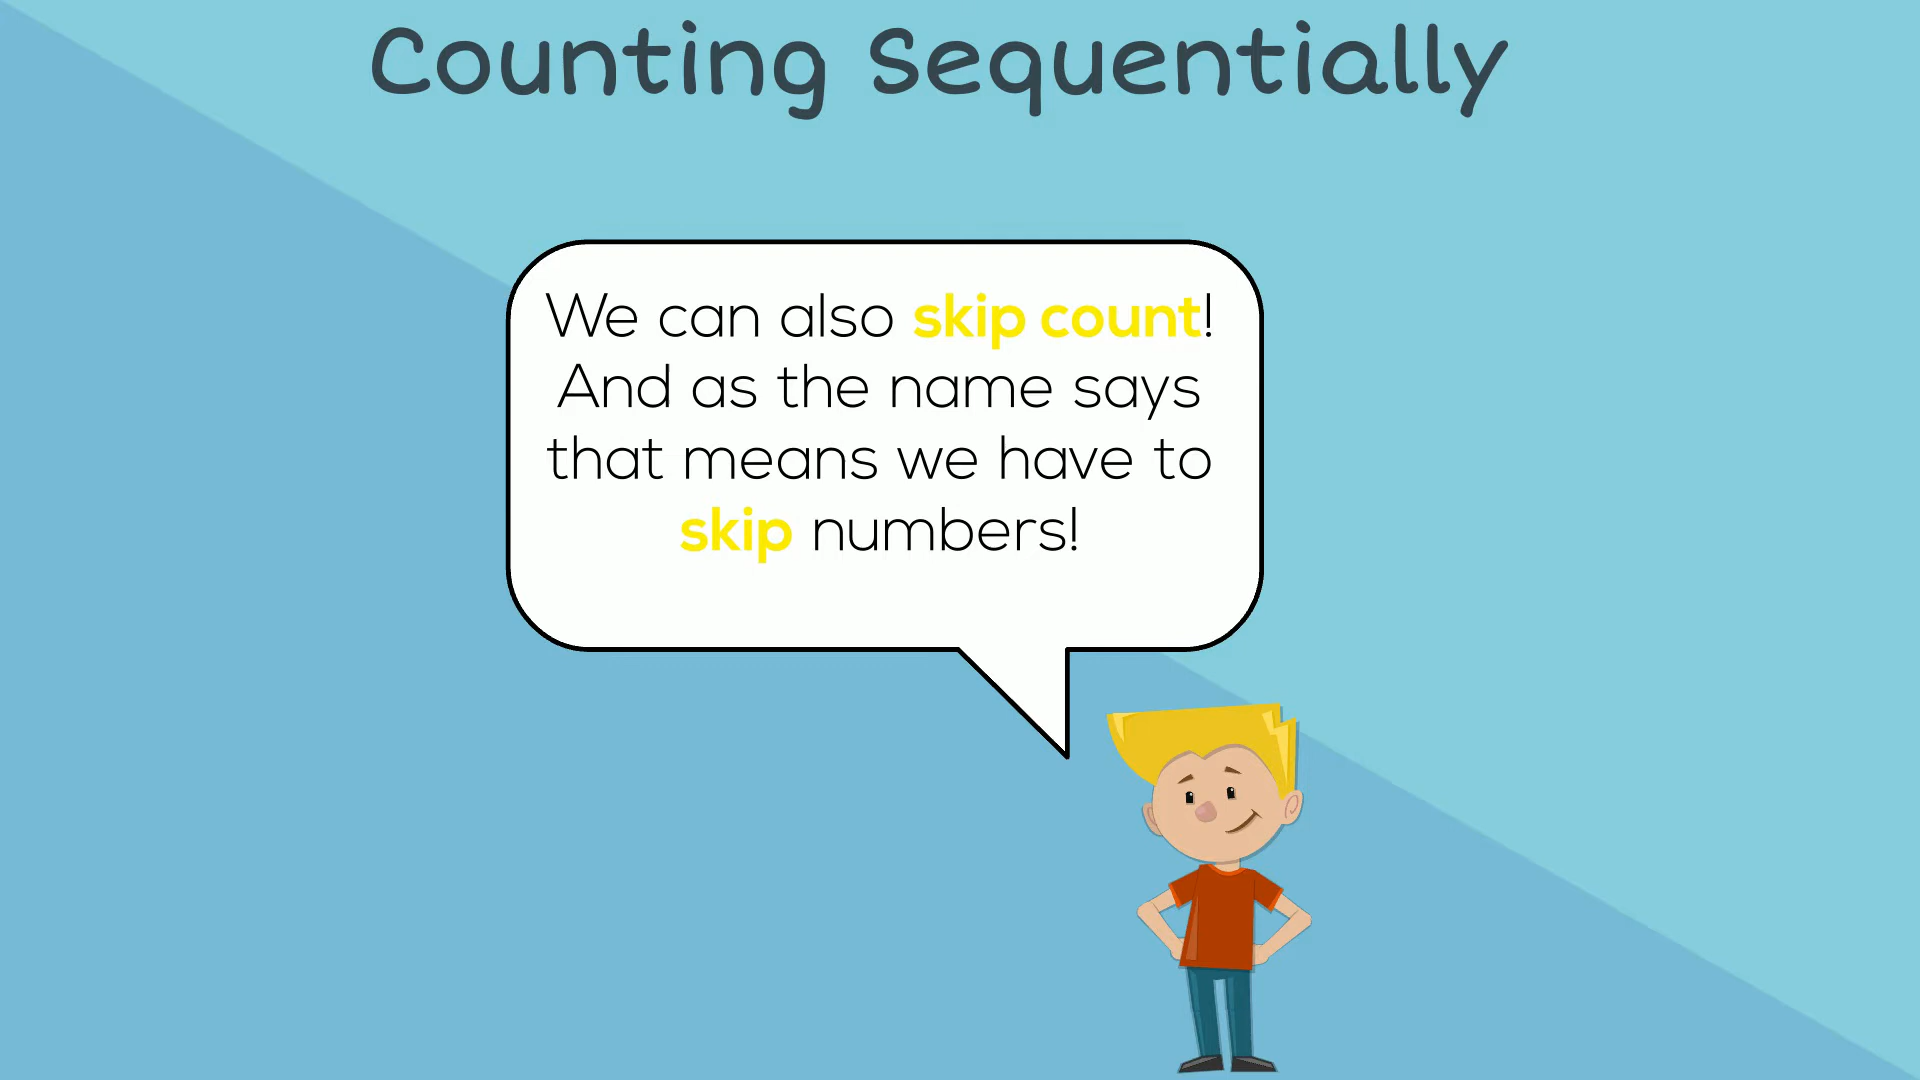 Counting Sequentially
We can also skip count!
And as the name says
that means we have to
skip numbers!